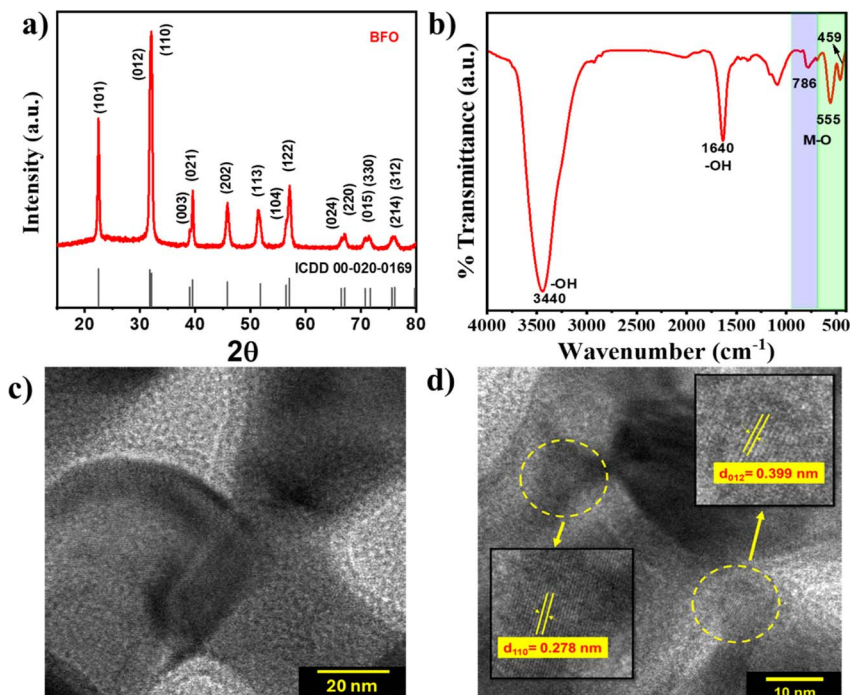 a)
BFO
Intensity (a.u.)
(101)
(012)
(110)
(003)
(021)
(202)
(113)
(104)
(122)
(024)
(220)
(015)
(330)
(214)
(312)
ICDD 00-020-0169
20 30 40 50 60 70 80
2θ
b)
% Transmittance (a.u.)
459
786
555
M-O
1640
-OH
-OH
3440
4000 3500 3000 2500 2000 1500 1000 500
Wavenumber (cm⁻¹)
c)
20 nm
d)
d₀₁₂= 0.399 nm
d₁₁₀= 0.278 nm
10 nm